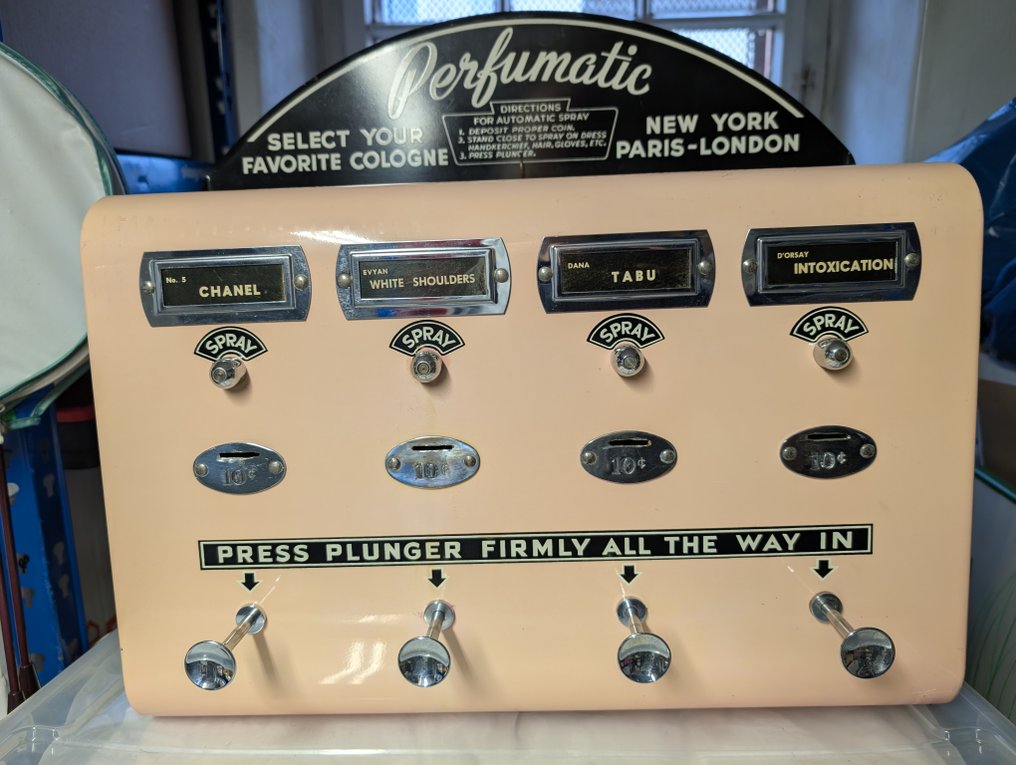 Perfumatic
SELECT YOUR
FAVORITE COLOGNE
DIRECTIONS
FOR AUTOMATIC SPRAY
1. DEPOSIT PROPER COIN.
2. STAND CLOSE TO SPRAY ON DRESS
HANDKERCHIEF, HAIR, GLOVES, ETC.
3. PRESS PLUNGER.
NEW YORK
PARIS-LONDON
No. 5
CHANEL
EVYAN
WHITE SHOULDERS
DANA
TABU
D'ORSAY
INTOXICATION
SPRAY
SPRAY
SPRAY
SPRAY
10¢
10¢
10¢
10¢
PRESS PLUNGER FIRMLY ALL THE WAY IN